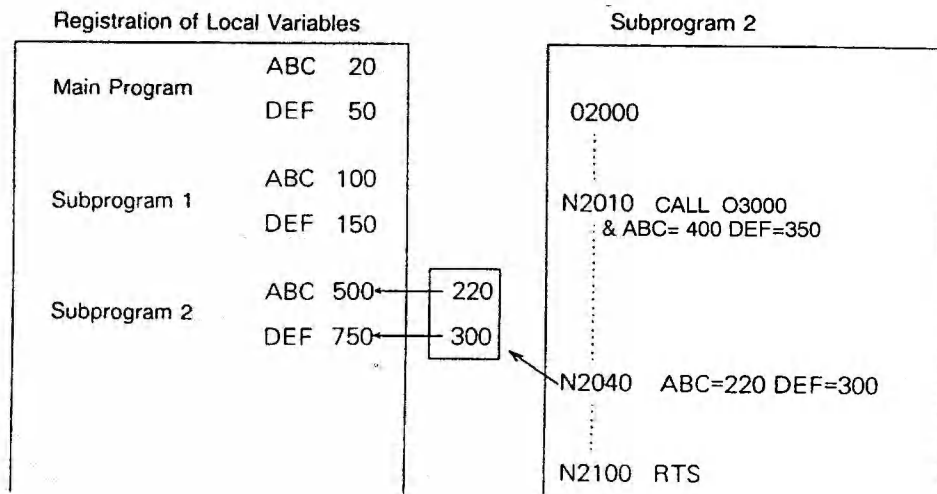 Registration of Local Variables
Main Program
ABC 20
DEF 50
Subprogram 1
ABC 100
DEF 150
Subprogram 2
ABC 500 220
DEF 750 300
Subprogram 2
02000
N2010 CALL O3000
& ABC= 400 DEF=350
N2040 ABC=220 DEF=300
N2100 RTS